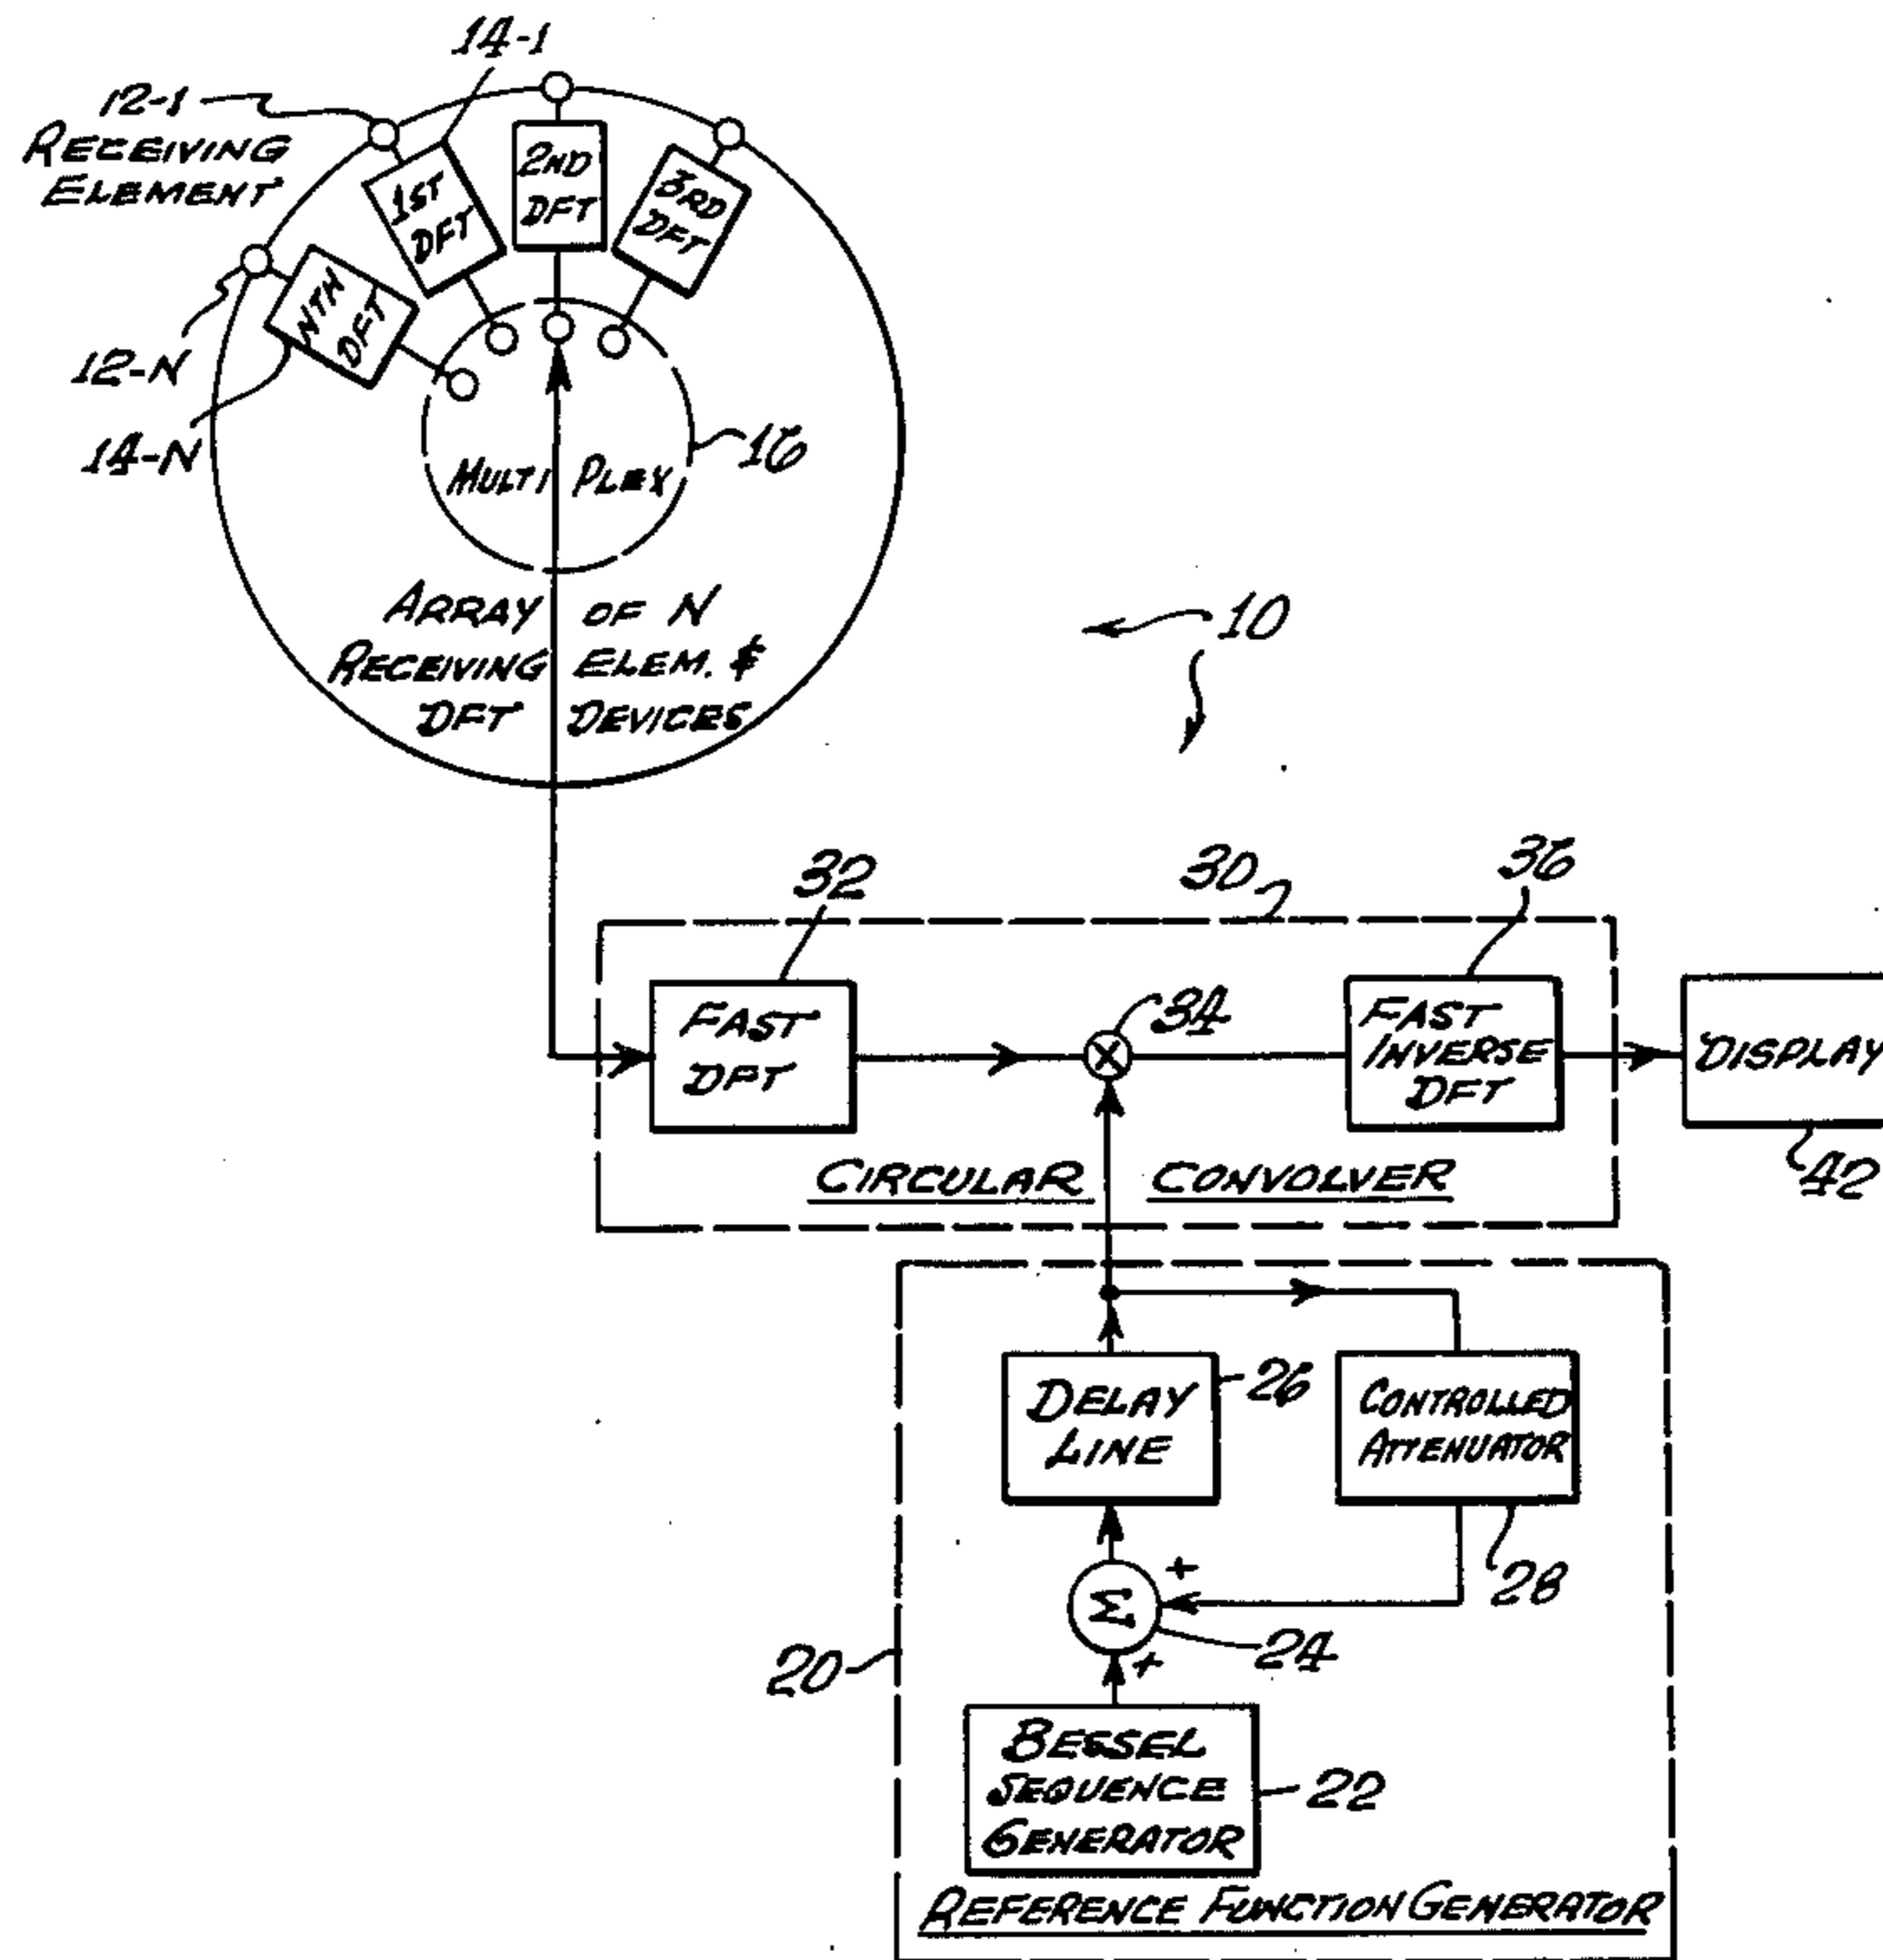 14-1
12-1
RECEIVING
ELEMENT
1ST
DFT
2ND
DFT
3RD
DFT
NTH
DFT
12-N
14-N
16
MULTI PLEX
ARRAY OF N
RECEIVING ELEM. &
DFT DEVICES
10
32
30
36
FAST
DFT
34
X
FAST
INVERSE
DFT
DISPLAY
42
CIRCULAR CONVOLVER
DELAY
LINE
26
CONTROLLED
ATTENUATOR
28
+
Σ
24
+
20
BESSEL
SEQUENCE
GENERATOR
22
REFERENCE FUNCTION GENERATOR